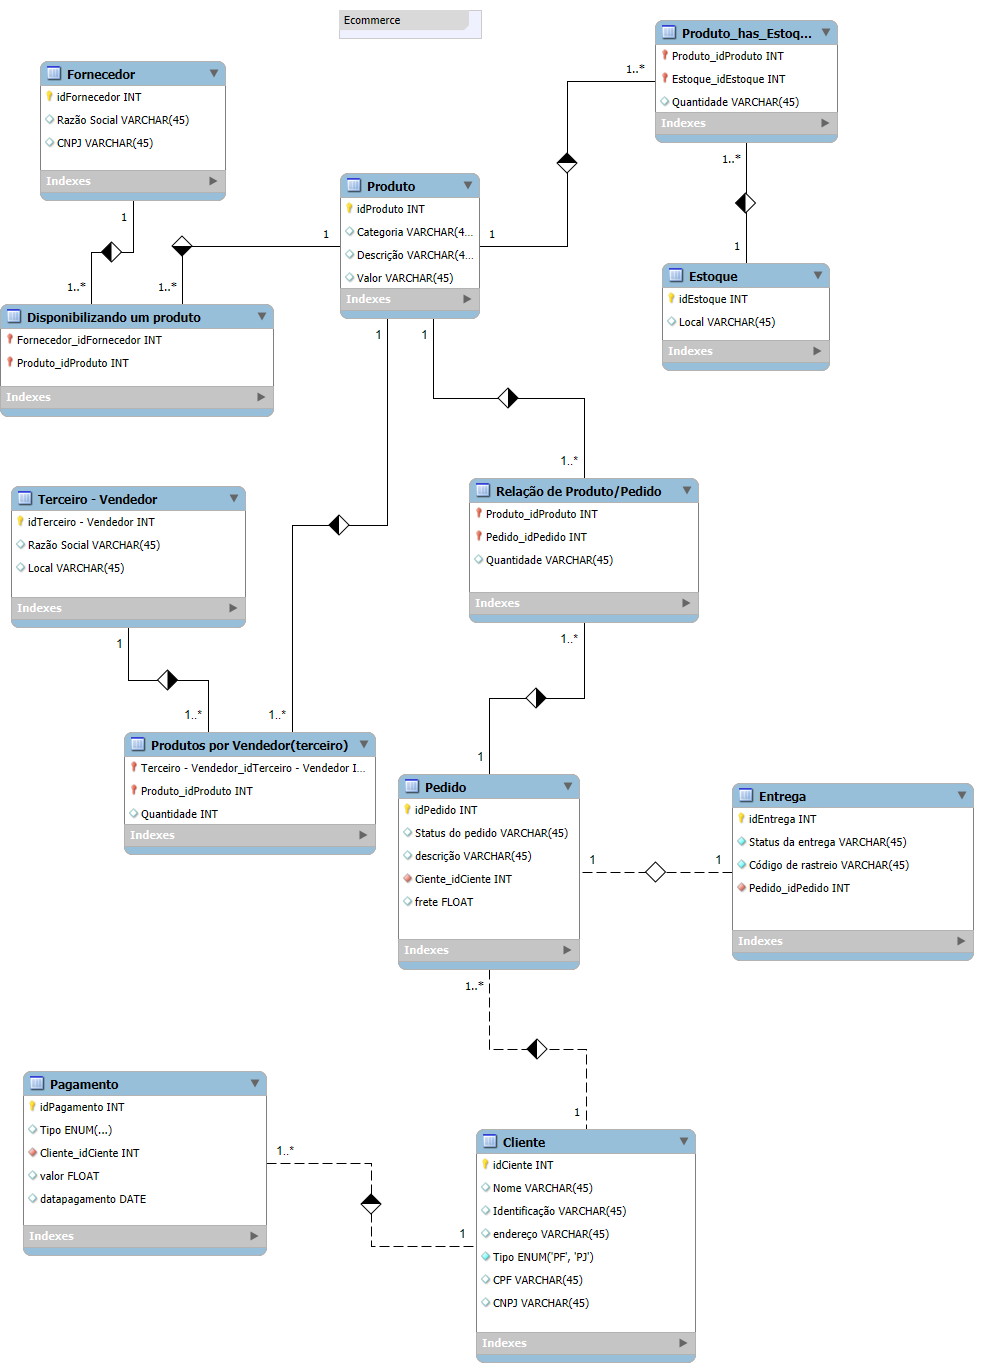 Ecommerce
Produto_has_Estoq...
Produto_idProduto INT
Estoque_idEstoque INT
Quantidade VARCHAR(45)
Indexes
1..*
1..*
1
Fornecedor
idFornecedor INT
Razão Social VARCHAR(45)
CNPJ VARCHAR(45)
Indexes
1
1..*
Produto
idProduto INT
Categoria VARCHAR(4...
Descrição VARCHAR(4...
Valor VARCHAR(45)
Indexes
1
1
1..*
1
1
Estoque
idEstoque INT
Local VARCHAR(45)
Indexes
Disponibilizando um produto
Fornecedor_idFornecedor INT
Produto_idProduto INT
Indexes
1..*
Relação de Produto/Pedido
Produto_idProduto INT
Pedido_idPedido INT
Quantidade VARCHAR(45)
Indexes
1..*
1
Terceiro - Vendedor
idTerceiro - Vendedor INT
Razão Social VARCHAR(45)
Local VARCHAR(45)
Indexes
1
1..*
1..*
Produtos por Vendedor(terceiro)
Terceiro - Vendedor_idTerceiro - Vendedor I...
Produto_idProduto INT
Quantidade INT
Indexes
Pedido
idPedido INT
Status do pedido VARCHAR(45)
descrição VARCHAR(45)
Ciente_idCiente INT
frete FLOAT
Indexes
1
1
Entrega
idEntrega INT
Status da entrega VARCHAR(45)
Código de rastreio VARCHAR(45)
Pedido_idPedido INT
Indexes
1..*
1
Pagamento
idPagamento INT
Tipo ENUM(...)
Cliente_idCiente INT
valor FLOAT
datapagamento DATE
Indexes
1..*
1
Cliente
idCiente INT
Nome VARCHAR(45)
Identificação VARCHAR(45)
endereço VARCHAR(45)
Tipo ENUM('PF', 'PJ')
CPF VARCHAR(45)
CNPJ VARCHAR(45)
Indexes